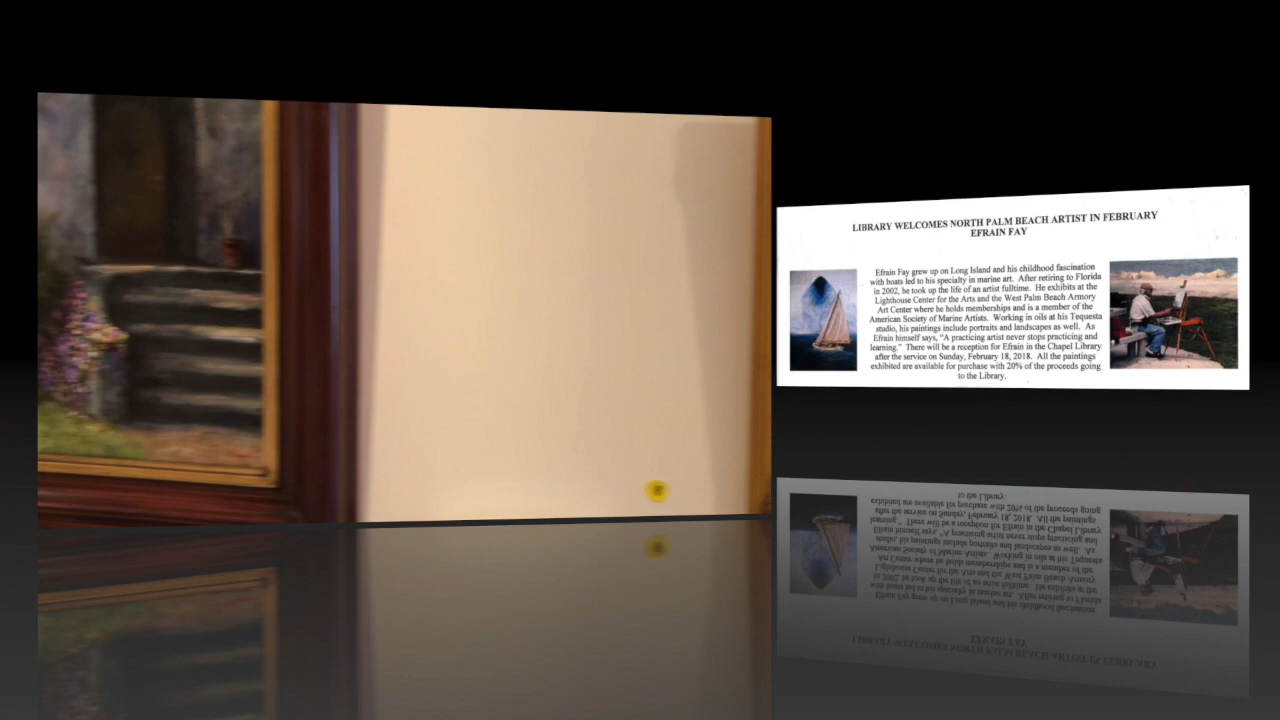 LIBRARY WELCOMES NORTH PALM BEACH ARTIST IN FEBRUARY
EFRAIN FAY
Efrain Fay grew up on Long Island and his childhood fascination
with boats led to his specialty in marine art. After retiring to Florida
in 2002, he took up the life of an artist fulltime. He exhibits at the
Lighthouse Center for the Arts and the West Palm Beach Armory
Art Center where he holds memberships and is a member of the
American Society of Marine Artists. Working in oils at his Tequesta
studio, his paintings include portraits and landscapes as well. As
Efrain himself says, "A practicing artist never stops practicing and
learning." There will be a reception for Efrain in the Chapel Library
after the service on Sunday, February 18, 2018. All the paintings
exhibited are available for purchase with 20% of the proceeds going
to the Library.